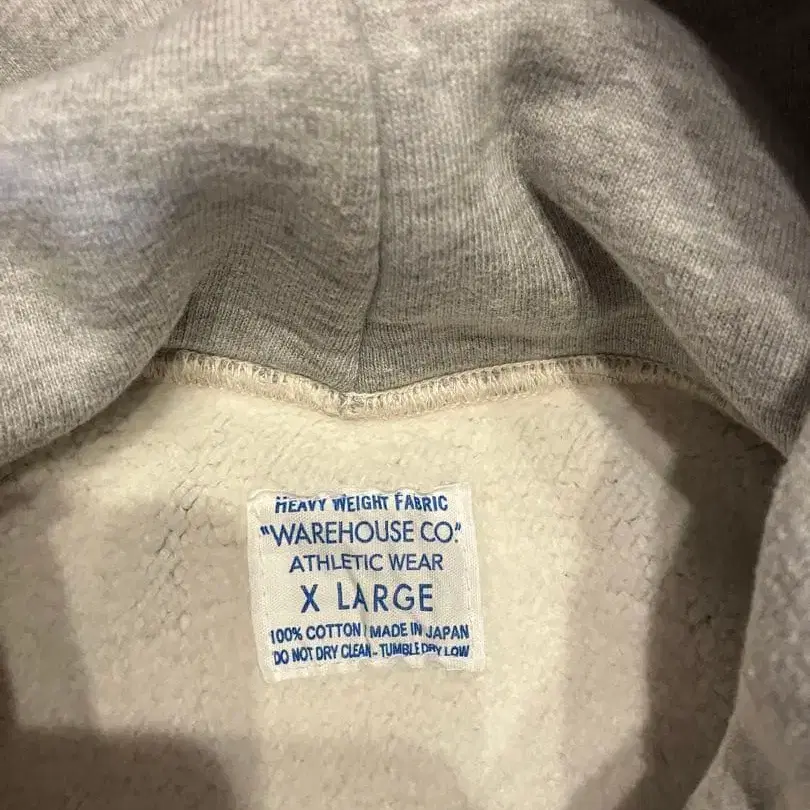 HEAVY WEIGHT FABRIC
"WAREHOUSE CO."
ATHLETIC WEAR
X LARGE
100% COTTON / MADE IN JAPAN
DO NOT DRY CLEAN - TUMBLE DRY LOW